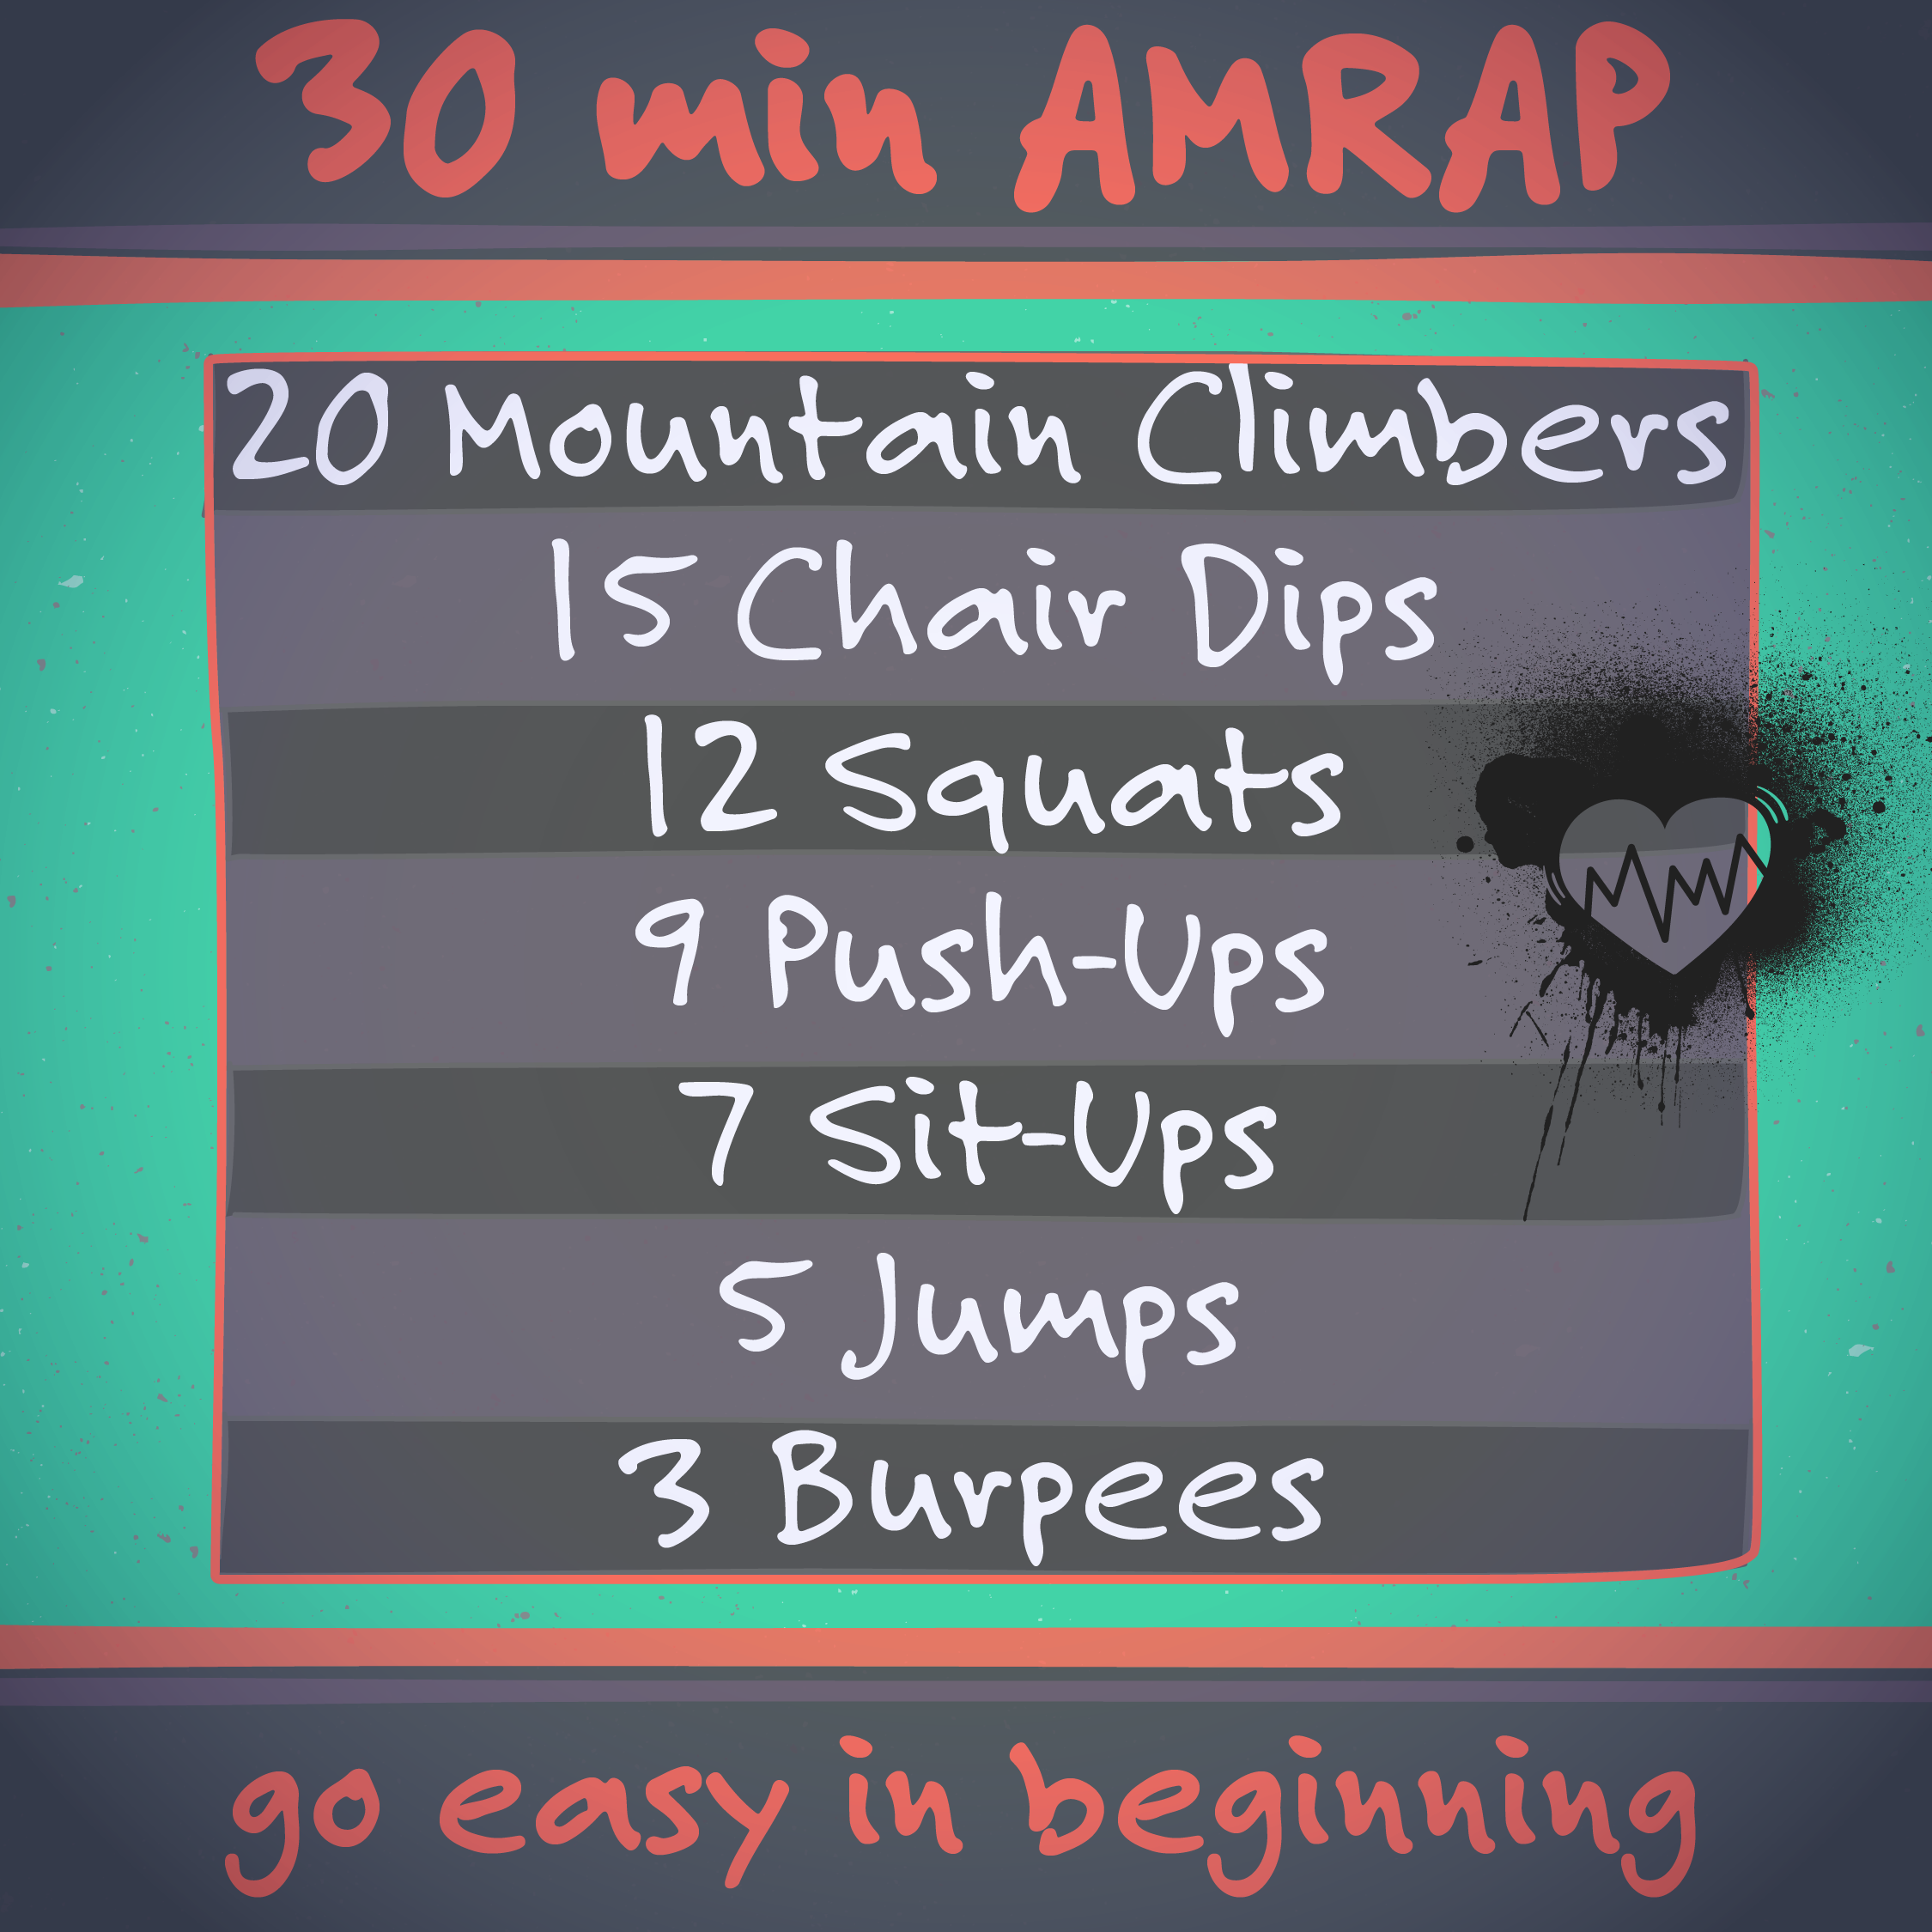 30 min AMRAP
20 Mountain Climbers
15 Chair Dips
12 Squats
9 Push-Ups
7 Sit-Ups
5 Jumps
3 Burpees
go easy in beginning